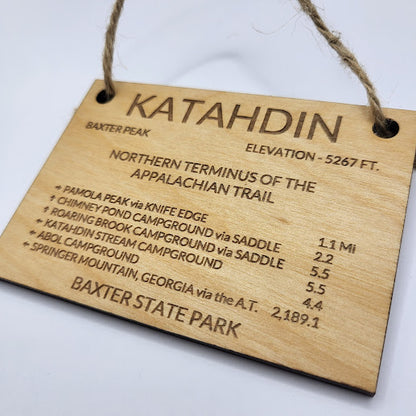 KATAHDIN
BAXTER PEAK ELEVATION - 5267 FT.
NORTHERN TERMINUS OF THE
APPALACHIAN TRAIL
+ PAMOLA PEAK via KNIFE EDGE 1.1 Mi
+ CHIMNEY POND CAMPGROUND via SADDLE 2.2
+ ROARING BROOK CAMPGROUND via SADDLE 5.5
+ KATAHDIN STREAM CAMPGROUND 5.5
+ ABOL CAMPGROUND 4.4
+ SPRINGER MOUNTAIN, GEORGIA via the A.T. 2,189.1
BAXTER STATE PARK